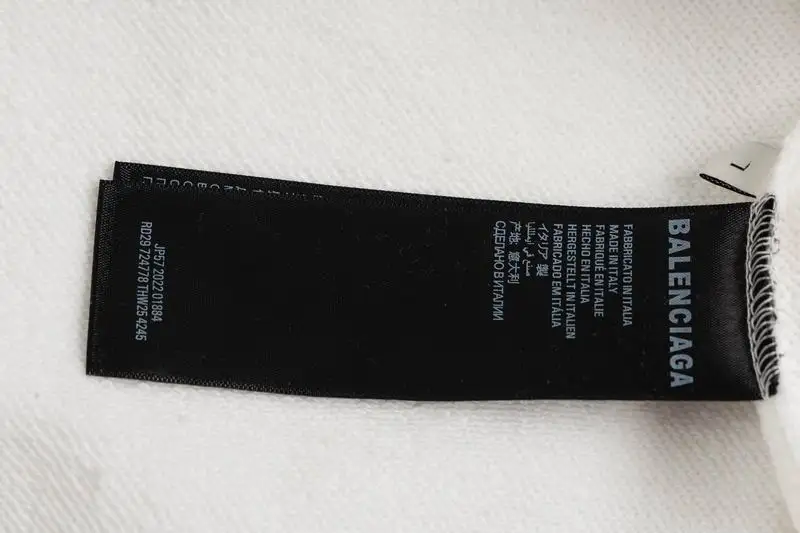 BALENCIAGA
FABBRICATO IN ITALIA
MADE IN ITALY
FABRIQUÉ EN ITALIE
HECHO EN ITALIA
HERGESTELLT IN ITALIEN
FABRICADO EM ITÁLIA
イタリア 製
صنع في إيطاليا
产地: 意大利
СДЕЛАНО В ИТАЛИИ
JP57 2022 01884
RD29 724778 THW25 4245
L